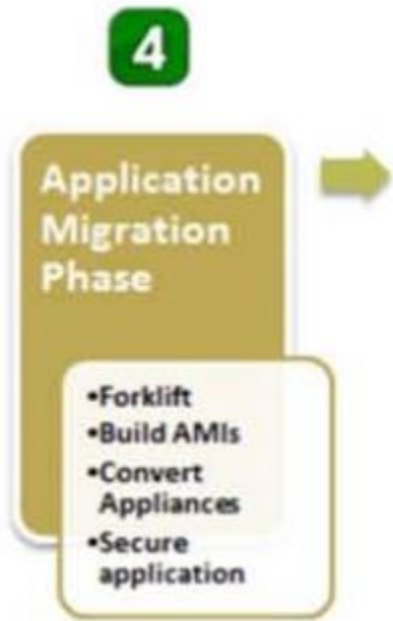 4
Application
Migration
Phase
•Forklift
•Build AMIs
•Convert
Appliances
•Secure
application